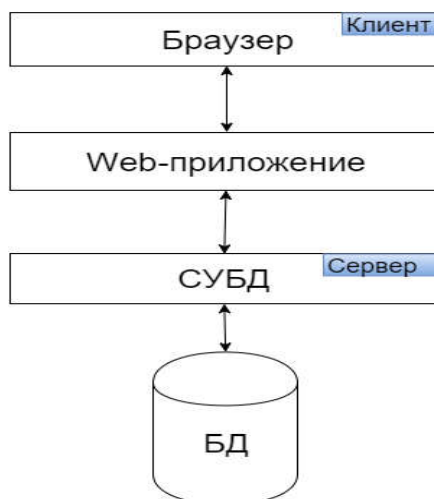 Клиент
Браузер
Web-приложение
Сервер
СУБД
БД